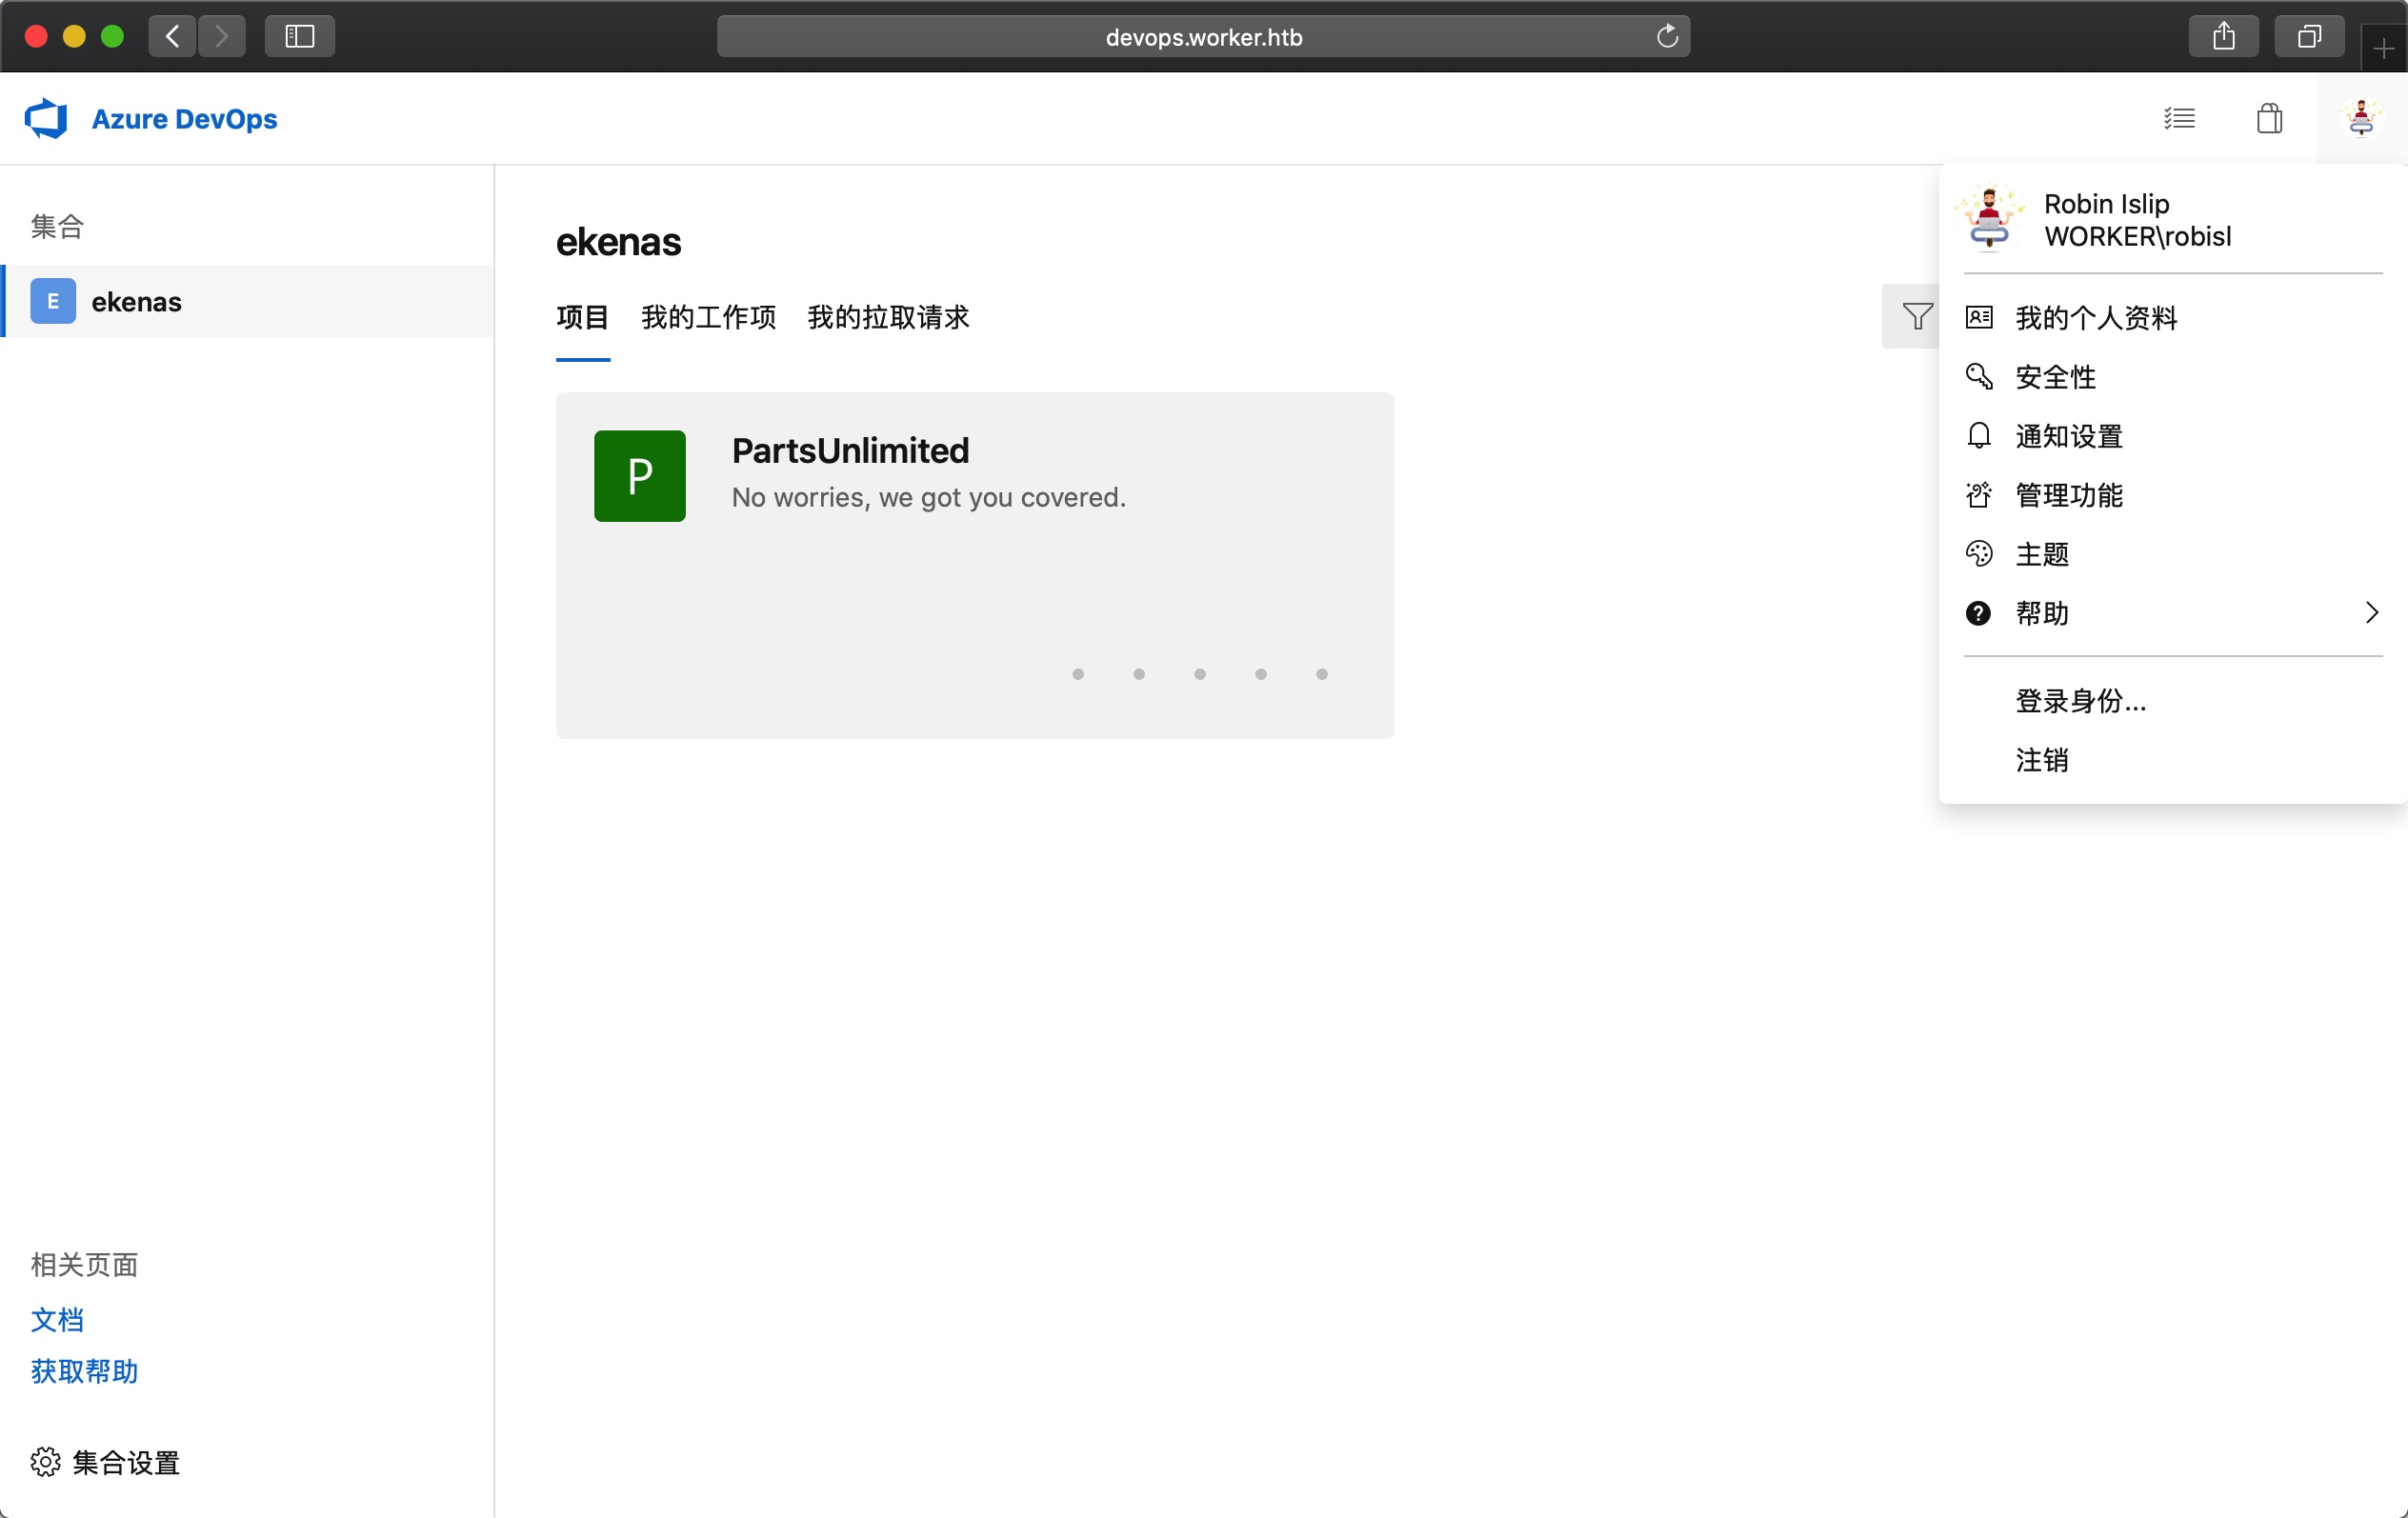 devops.worker.htb
Azure DevOps
集合
E
ekenas
相关页面
文档
获取帮助
集合设置
ekenas
项目 我的工作项 我的拉取请求
P
PartsUnlimited
No worries, we got you covered.
Robin Islip
WORKER\robisl
我的个人资料
安全性
通知设置
管理功能
主题
帮助
登录身份...
注销